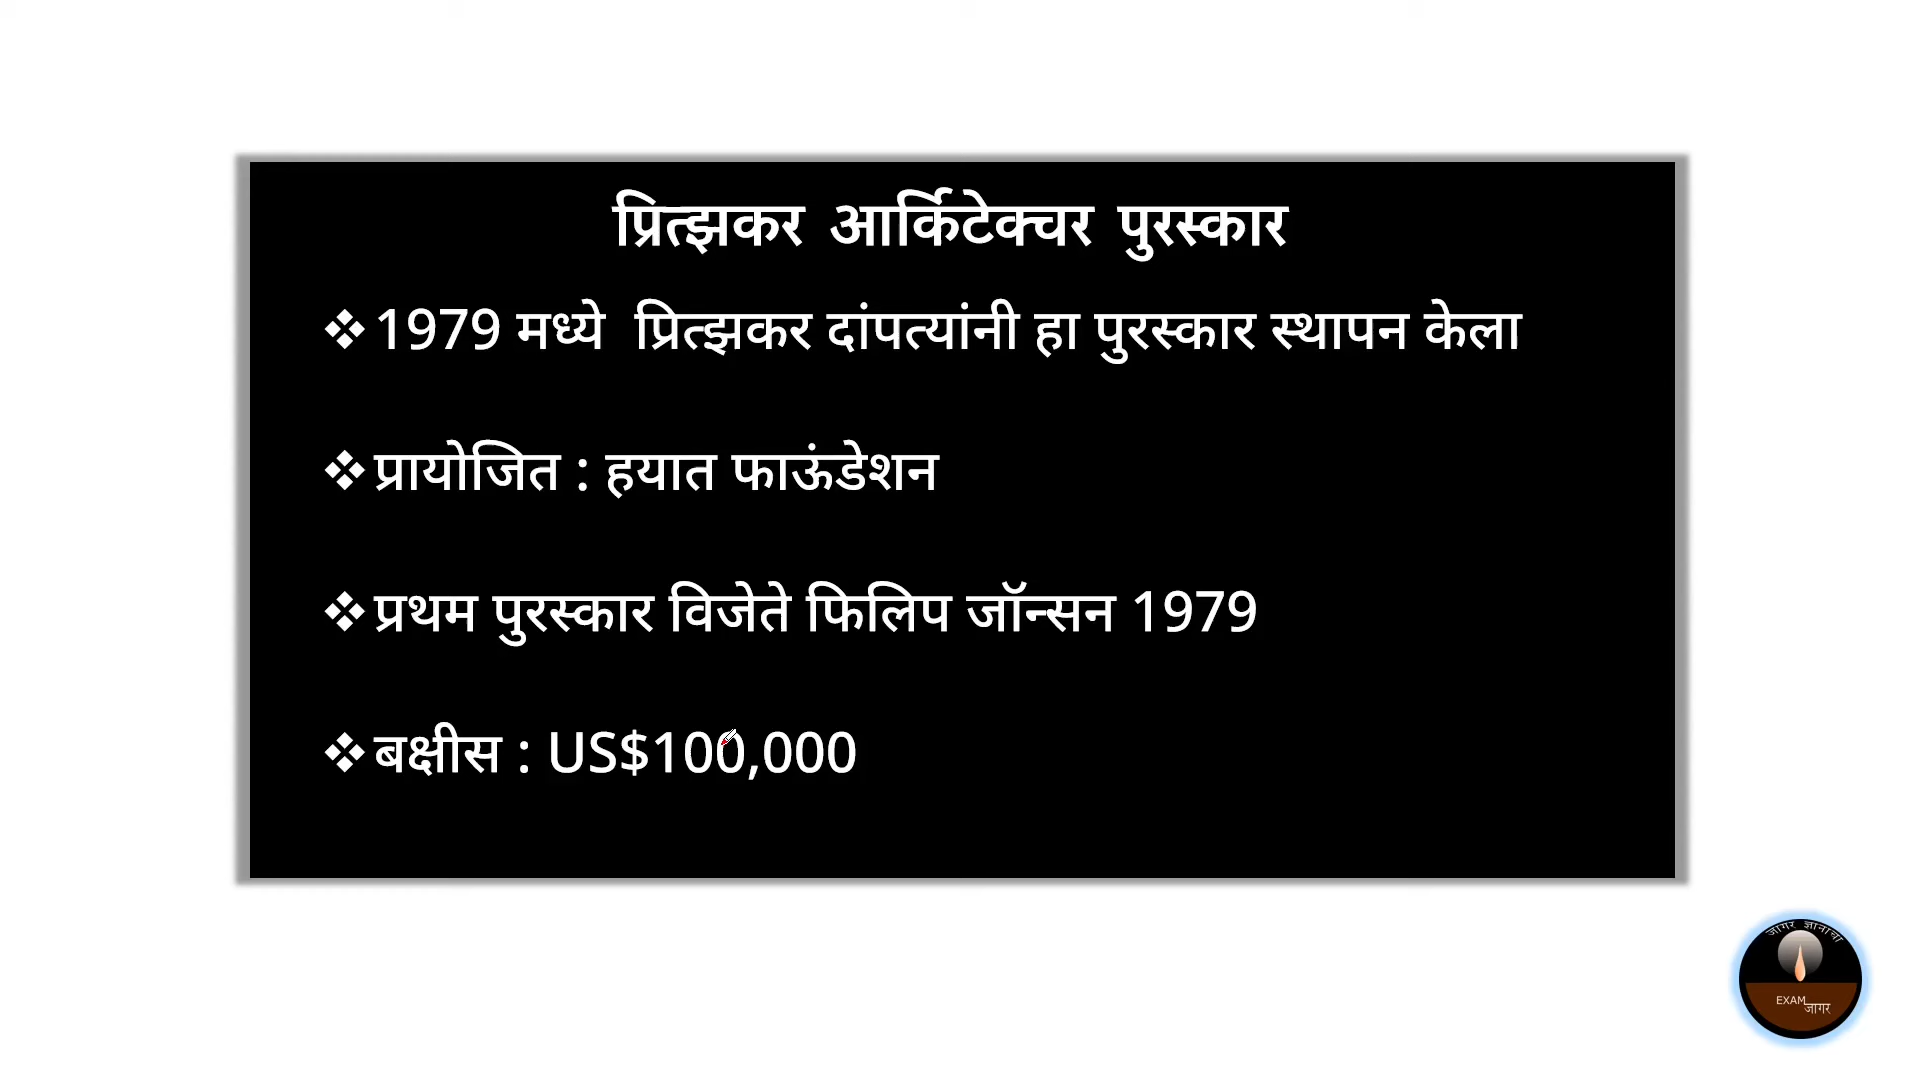 प्रित्झकर आर्किटेक्चर पुरस्कार
❖1979 मध्ये प्रित्झकर दांपत्यांनी हा पुरस्कार स्थापन केला
❖प्रायोजित : हयात फाऊंडेशन
❖प्रथम पुरस्कार विजेते फिलिप जॉन्सन 1979
❖बक्षीस : US$100,000
जागर ज्ञानाचा
EXAM
जागर